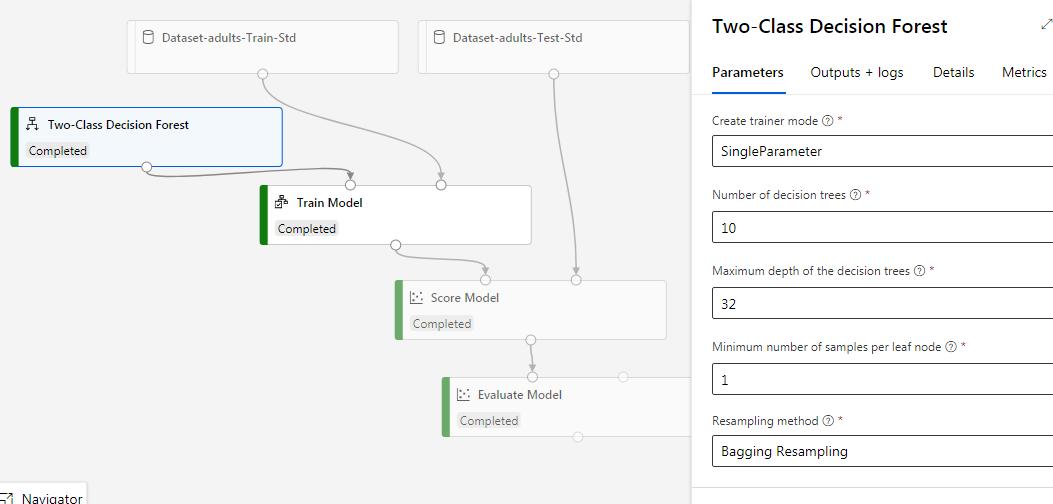 Dataset-adults-Train-Std
Dataset-adults-Test-Std
Two-Class Decision Forest
Completed
Train Model
Completed
Score Model
Completed
Evaluate Model
Completed
Navigator
Two-Class Decision Forest
Parameters Outputs + logs Details Metrics
Create trainer mode ? *
SingleParameter
Number of decision trees ? *
10
Maximum depth of the decision trees ? *
32
Minimum number of samples per leaf node ? *
1
Resampling method ? *
Bagging Resampling